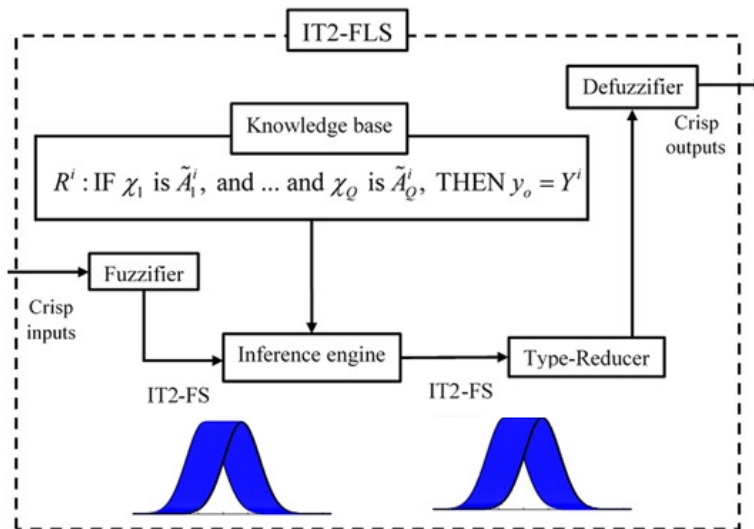 IT2-FLS
Defuzzifier
Crisp
outputs
Knowledge base
R^i : IF χ_1 is Ã_1^i, and ... and χ_Q is Ã_Q^i, THEN y_o = Y^i
Fuzzifier
Crisp
inputs
Inference engine
Type-Reducer
IT2-FS
IT2-FS